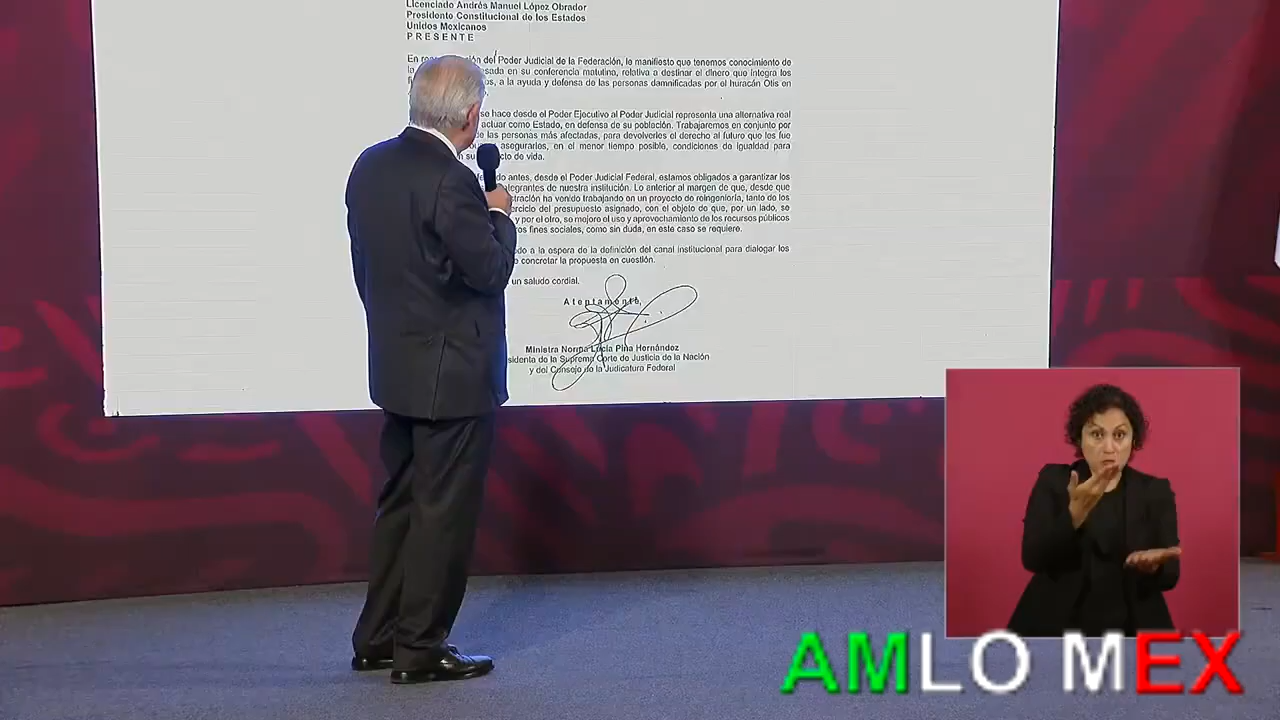 Licenciado Andrés Manuel López Obrador
Presidente Constitucional de los Estados
Unidos Mexicanos
P R E S E N T E
En del Poder Judicial de la Federación, le manifiesto que tenemos conocimiento de
la en su conferencia matutina, relativa a destinar el dinero que integra los
a la ayuda y defensa de las personas damnificadas por el huracán Otis en
se hace desde el Poder Ejecutivo al Poder Judicial representa una alternativa real
actuar como Estado, en defensa de su población. Trabajaremos en conjunto por
de las personas más afectadas, para devolverles el derecho al futuro que les fue
asegurarles, en el menor tiempo posible, condiciones de igualdad para
de vida.
antes, desde el Poder Judicial Federal, estamos obligados a garantizar los
integrantes de nuestra institución. Lo anterior al margen de que, desde que
ha venido trabajando en un proyecto de reingeniería, tanto de los
del presupuesto asignado, con el objeto de que, por un lado, se
y por el otro, se mejore el uso y aprovechamiento de los recursos públicos
fines sociales, como sin duda, en este caso se requiere.
a la espera de la definición del canal institucional para dialogar los
concretar la propuesta en cuestión.
un saludo cordial.
A t e n t a m e n t e,
Ministra Norma Lucía Piña Hernández
de la Suprema Corte de Justicia de la Nación
y del Consejo de la Judicatura Federal
AMLO MEX